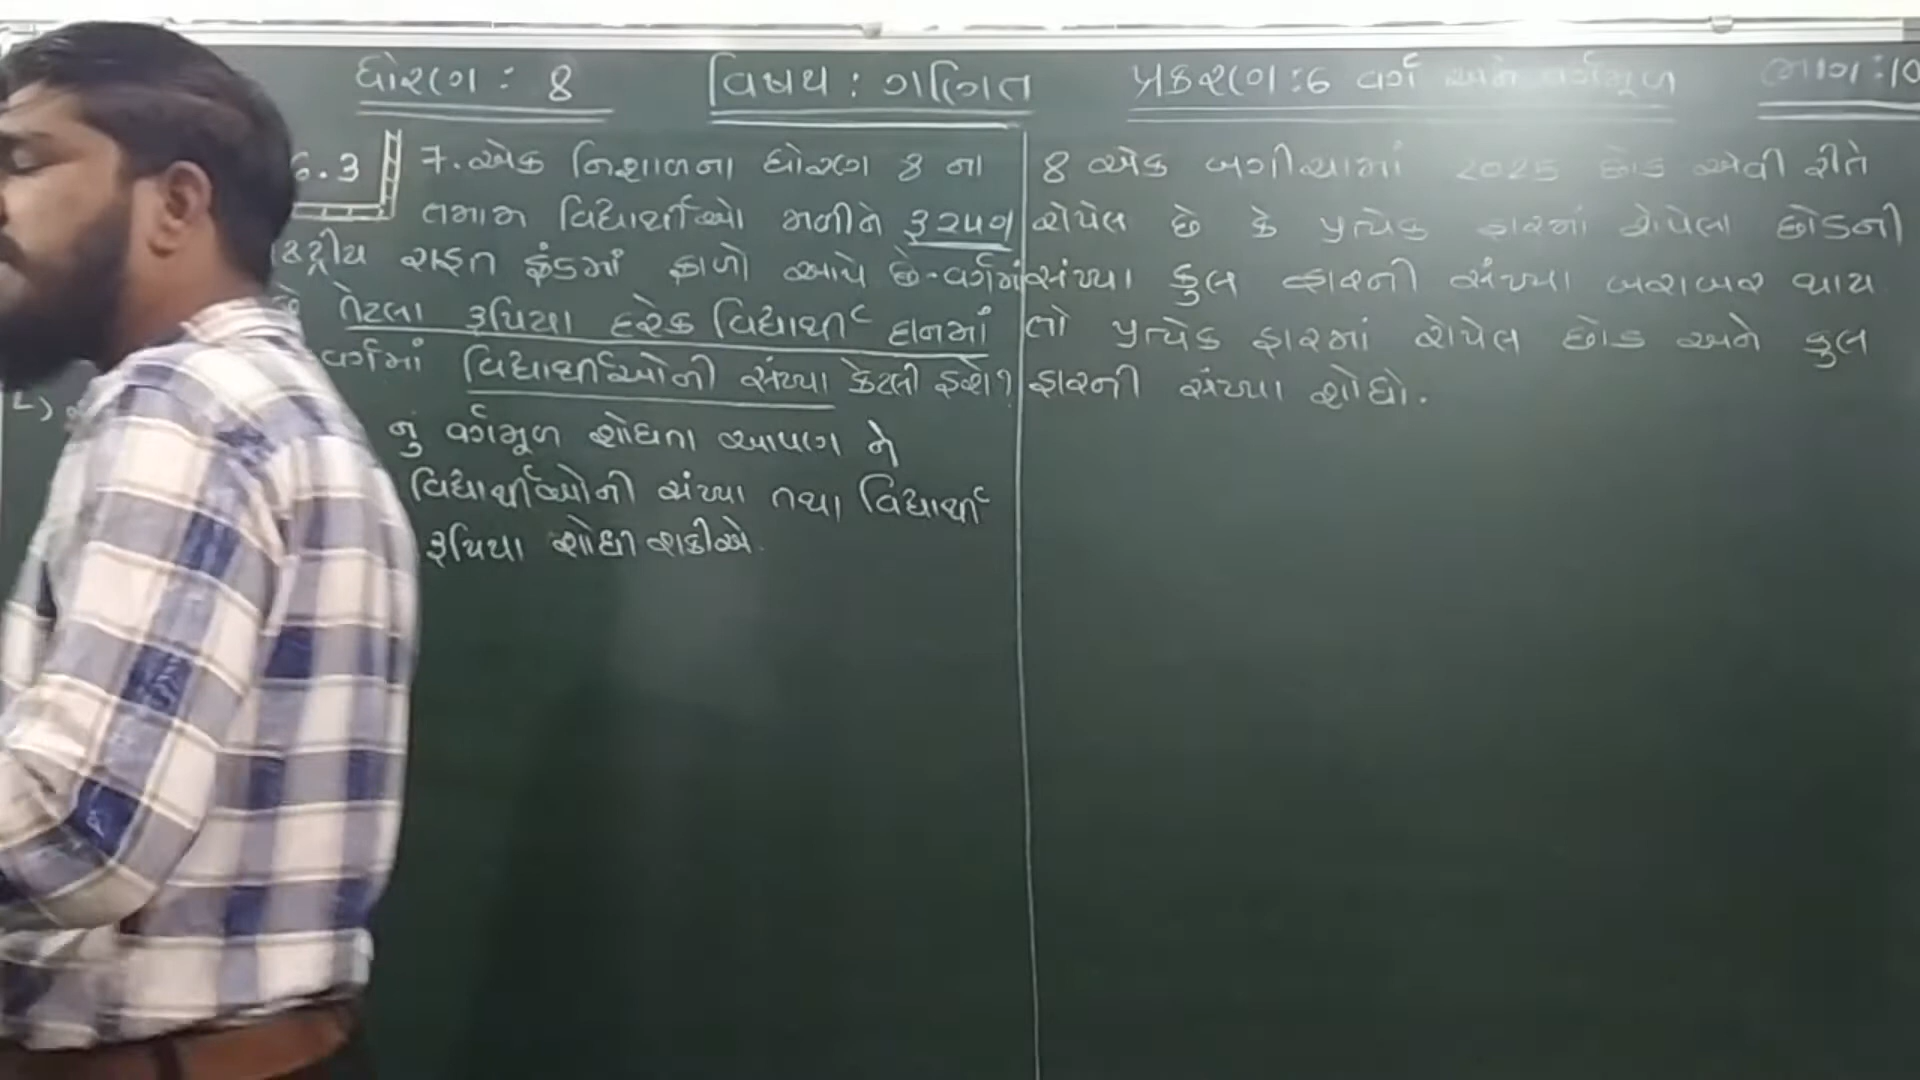 ધોરણ : 8 વિષય : ગણિત પ્રકરણ : 6 વર્ગ અને વર્ગમૂળ ભાગ : 10
6.3
7. એક નિશાળના ધોરણ 8 ના
તમામ વિદ્યાર્થીઓ મળીને રૂ ૨૫૦૧
રાષ્ટ્રીય રાહત ફંડમાં ફાળો આપે છે. વર્ગમાં
તેટલા રૂપિયા દરેક વિદ્યાર્થી દાનમાં
વર્ગમાં વિદ્યાર્થીઓની સંખ્યા કેટલી હશે?
નું વર્ગમૂળ શોધતા આપણ ને
વિદ્યાર્થીઓની સંખ્યા તથા વિદ્યાર્થી
રૂપિયા શોધી શકીએ.
8 એક બગીચામાં 2025 છોડ એવી રીતે
રોપેલ છે કે પ્રત્યેક હારમાં રોપેલા છોડની
સંખ્યા કુલ હારની સંખ્યા બરાબર થાય
તો પ્રત્યેક હારમાં રોપેલ છોડ અને કુલ
હારની સંખ્યા શોધો.